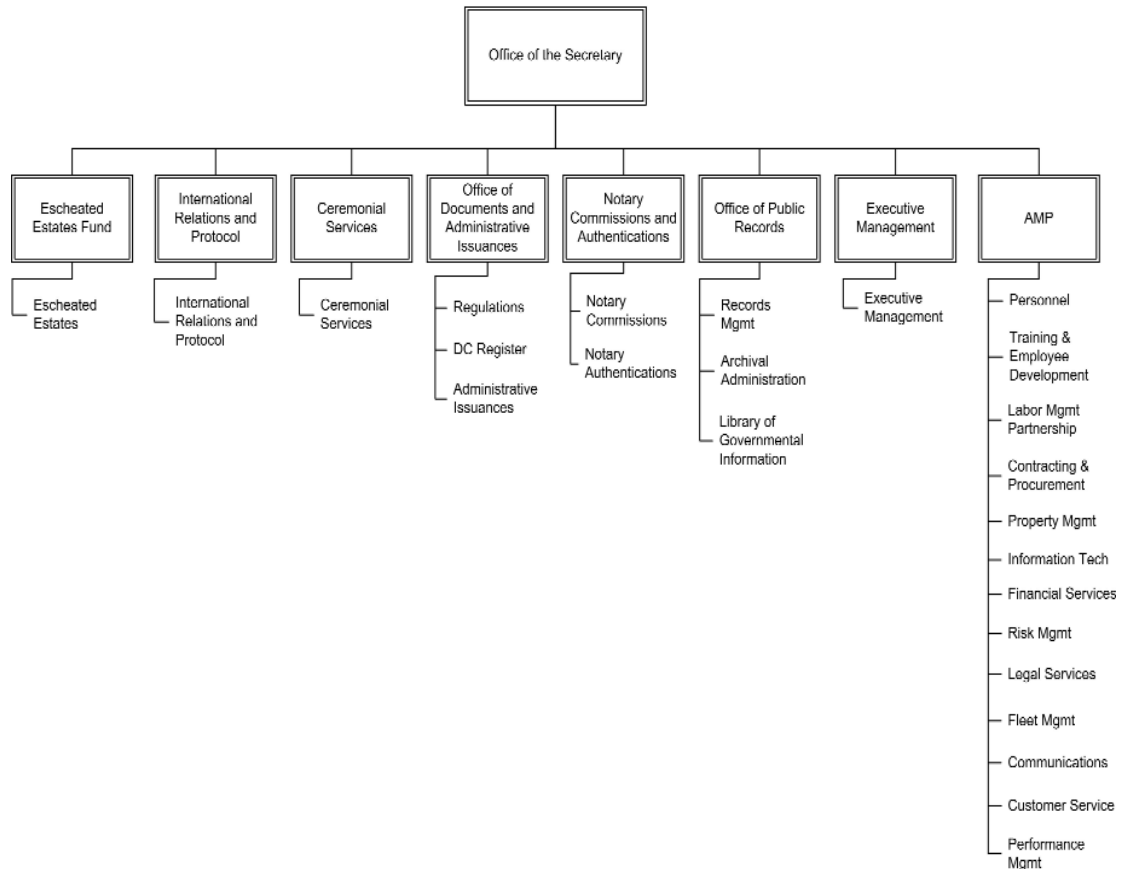 Office of the Secretary
Escheated
Estates Fund
International
Relations and
Protocol
Ceremonial
Services
Office of
Documents and
Administrative
Issuances
Notary
Commissions and
Authentications
Office of Public
Records
Executive
Management
AMP
Escheated
Estates
International
Relations and
Protocol
Ceremonial
Services
Regulations
DC Register
Administrative
Issuances
Notary
Commissions
Notary
Authentications
Records
Mgmt
Archival
Administration
Library of
Governmental
Information
Executive
Management
Personnel
Training &
Employee
Development
Labor Mgmt
Partnership
Contracting &
Procurement
Property Mgmt
Information Tech
Financial Services
Risk Mgmt
Legal Services
Fleet Mgmt
Communications
Customer Service
Performance
Mgmt